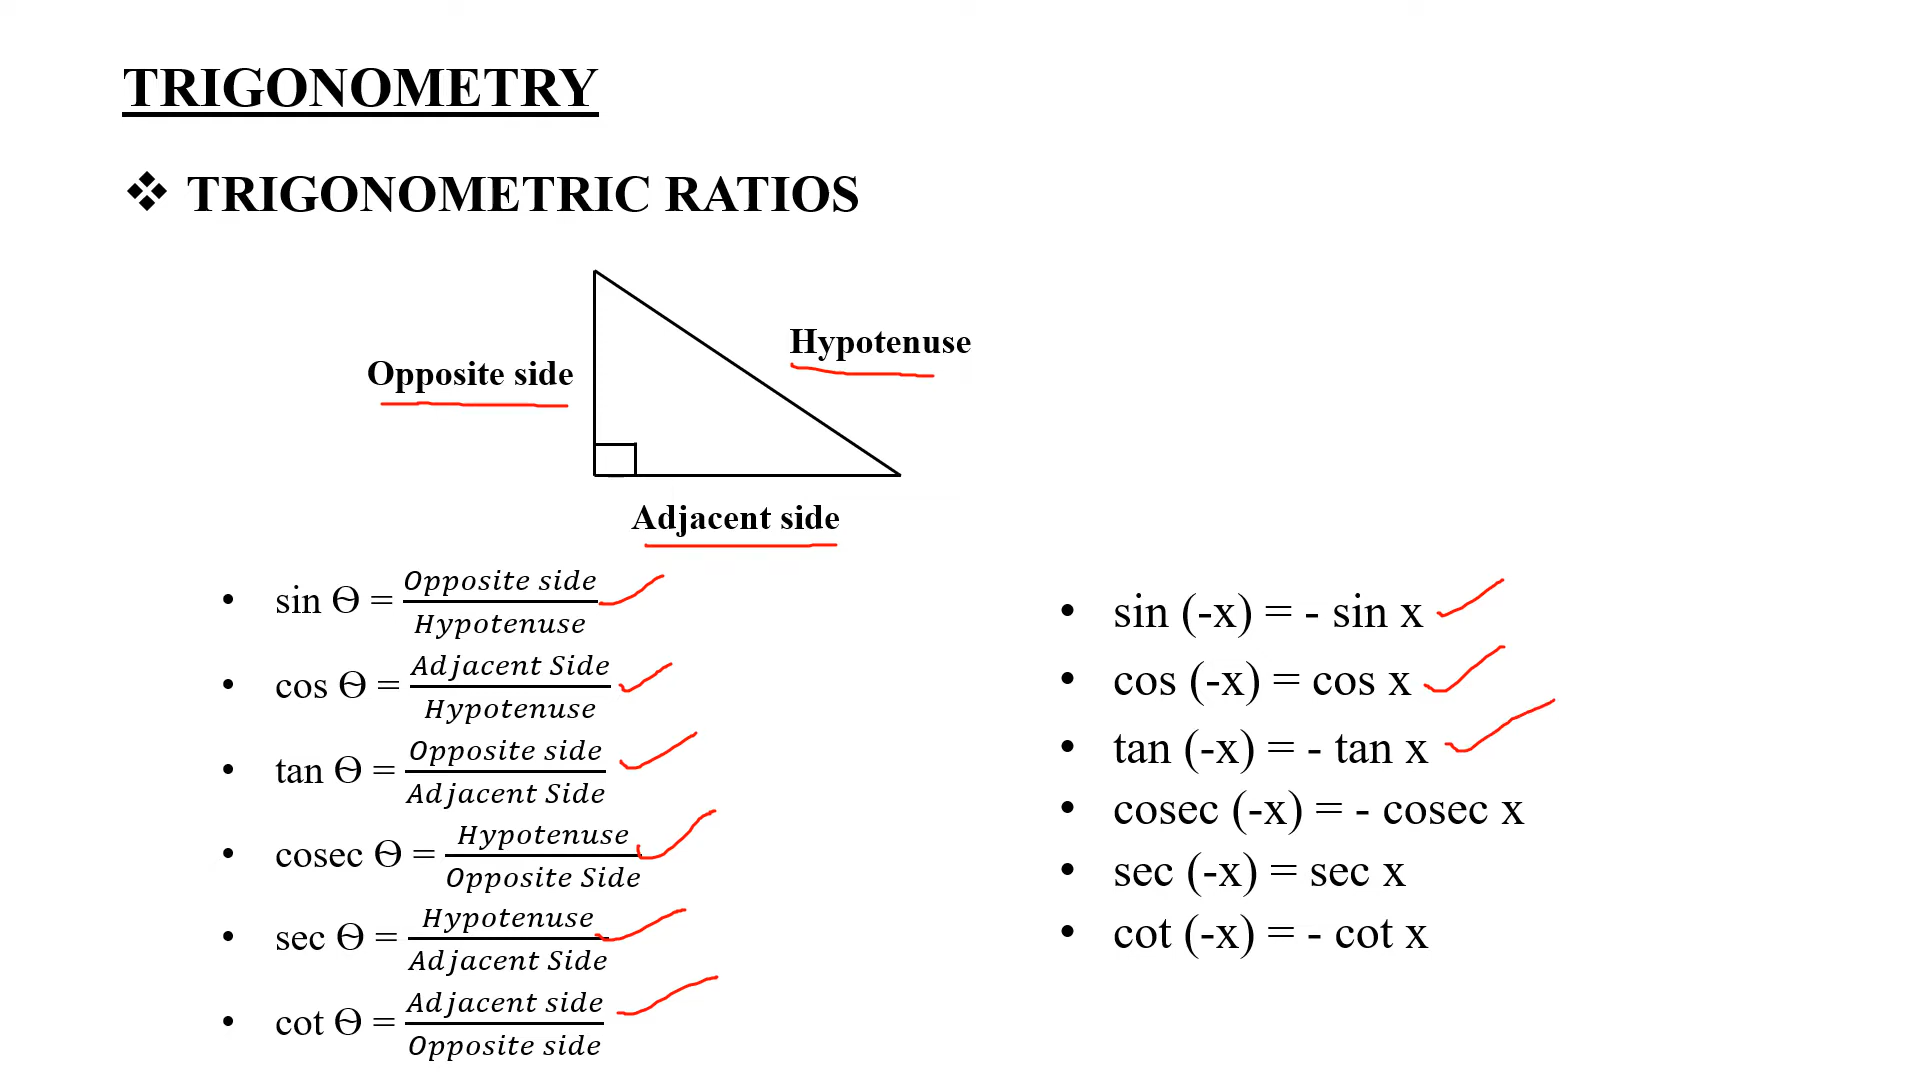 TRIGONOMETRY
❖ TRIGONOMETRIC RATIOS
Hypotenuse
Opposite side
Adjacent side
• sin Ө = Opposite side / Hypotenuse
• cos Ө = Adjacent Side / Hypotenuse
• tan Ө = Opposite side / Adjacent Side
• cosec Ө = Hypotenuse / Opposite Side
• sec Ө = Hypotenuse / Adjacent Side
• cot Ө = Adjacent side / Opposite side
• sin (-x) = - sin x
• cos (-x) = cos x
• tan (-x) = - tan x
• cosec (-x) = - cosec x
• sec (-x) = sec x
• cot (-x) = - cot x